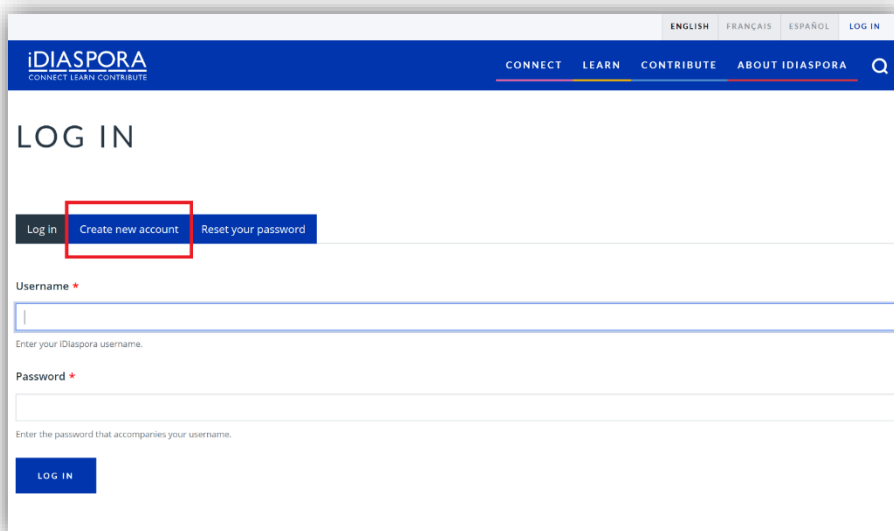 ENGLISH FRANÇAIS ESPAÑOL LOG IN
iDIASPORA
CONNECT LEARN CONTRIBUTE
CONNECT LEARN CONTRIBUTE ABOUT IDIASPORA
LOG IN
Log in Create new account Reset your password
Username *
Enter your iDiaspora username.
Password *
Enter the password that accompanies your username.
LOG IN